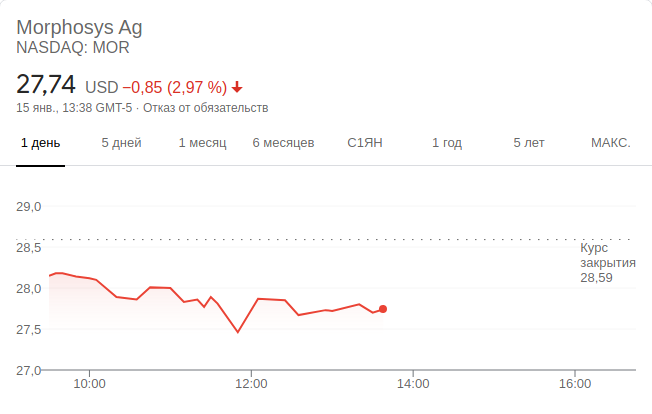 Morphosys Ag
NASDAQ: MOR
27,74 USD −0,85 (2,97 %)
15 янв., 13:38 GMT-5 · Отказ от обязательств
1 день 5 дней 1 месяц 6 месяцев С1ЯН 1 год 5 лет МАКС.
29,0
28,5
28,0
27,5
27,0
Курс
закрытия
28,59
10:00 12:00 14:00 16:00